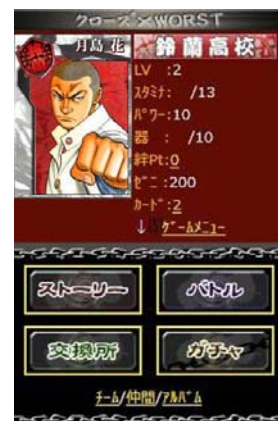 クローズ×WORST
月島 花
鈴蘭高校
LV :2
ｽﾀﾐﾅ: /13
ﾊﾟﾜｰ:10
器 : /10
絆Pt:0
ｾﾞﾆ:200
ｶｰﾄﾞ:2
↓ ｹﾞｰﾑﾒﾆｭｰ
ストーリー
バトル
交換所
ガチャ
ﾁｰﾑ/仲間/ｱﾙﾊﾞﾑ